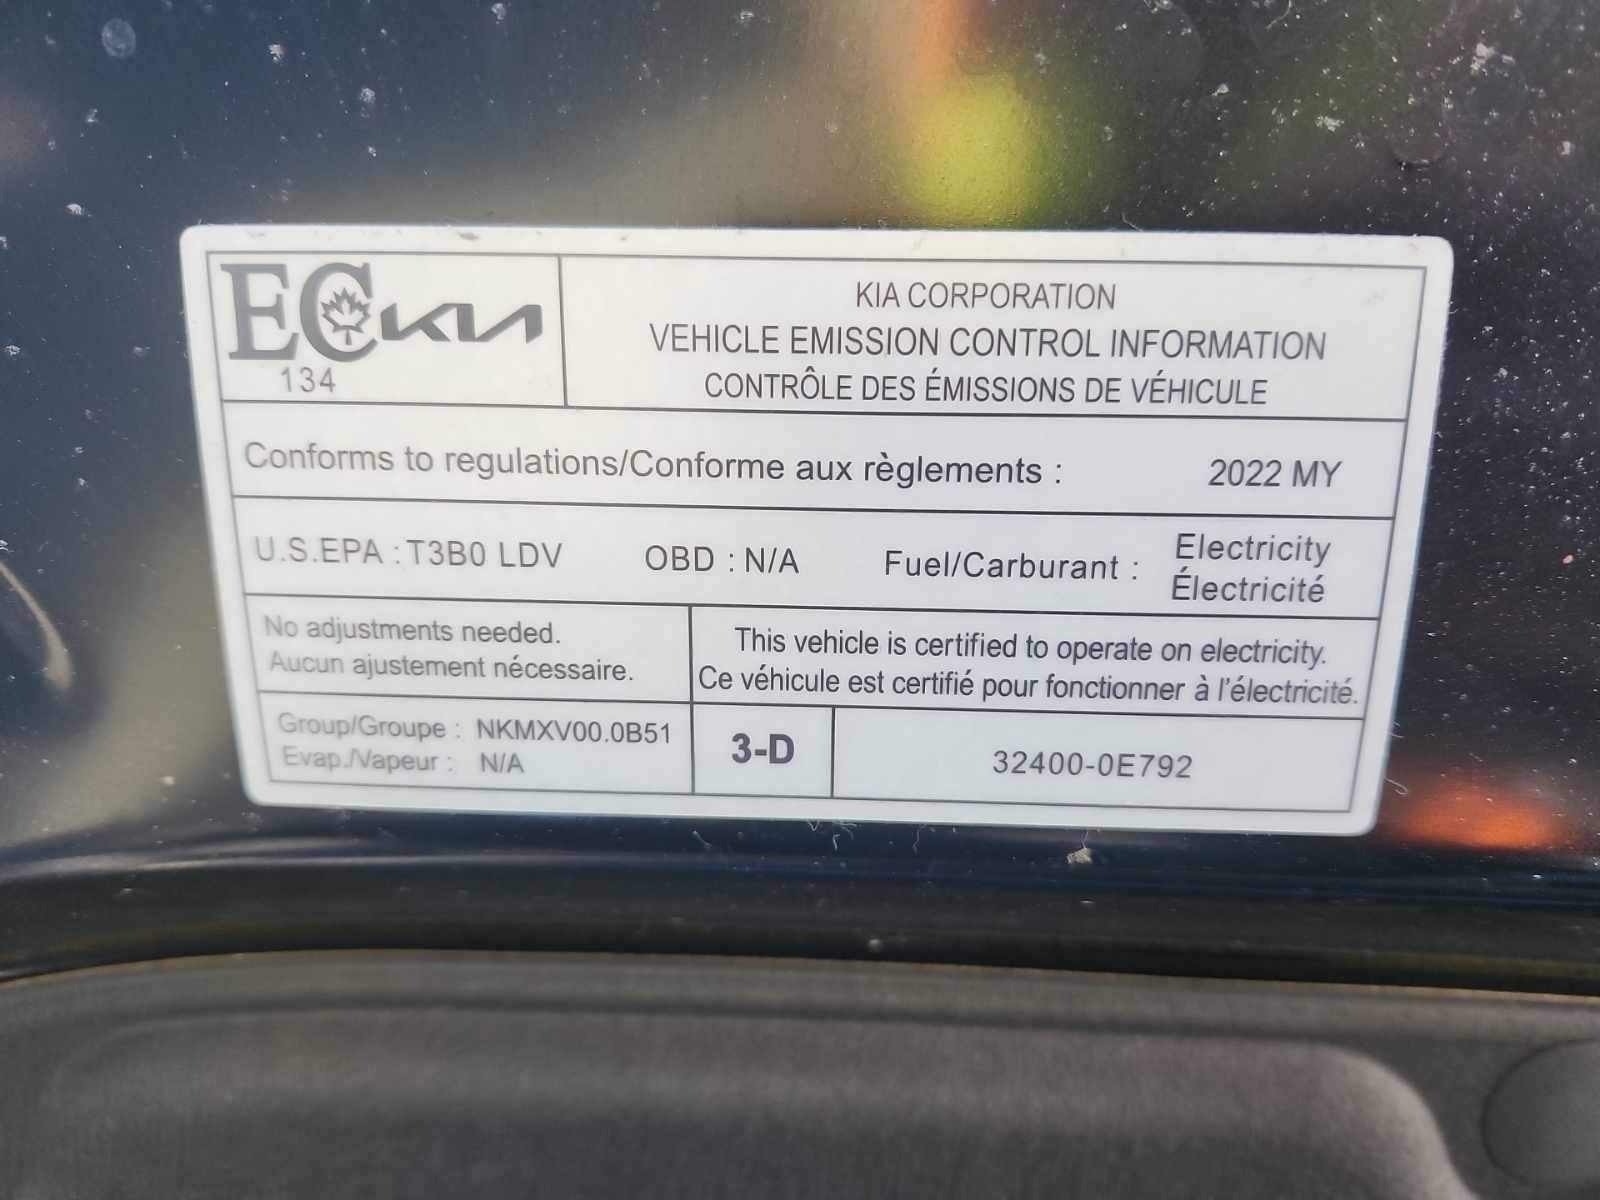 EC KIA
134
KIA CORPORATION
VEHICLE EMISSION CONTROL INFORMATION
CONTRÔLE DES ÉMISSIONS DE VÉHICULE
Conforms to regulations/Conforme aux règlements : 2022 MY
U.S.EPA : T3B0 LDV OBD : N/A Fuel/Carburant : Electricity
Électricité
No adjustments needed.
Aucun ajustement nécessaire.
This vehicle is certified to operate on electricity.
Ce véhicule est certifié pour fonctionner à l'électricité.
Group/Groupe : NKMXV00.0B51
Evap./Vapeur : N/A
3-D
32400-0E792